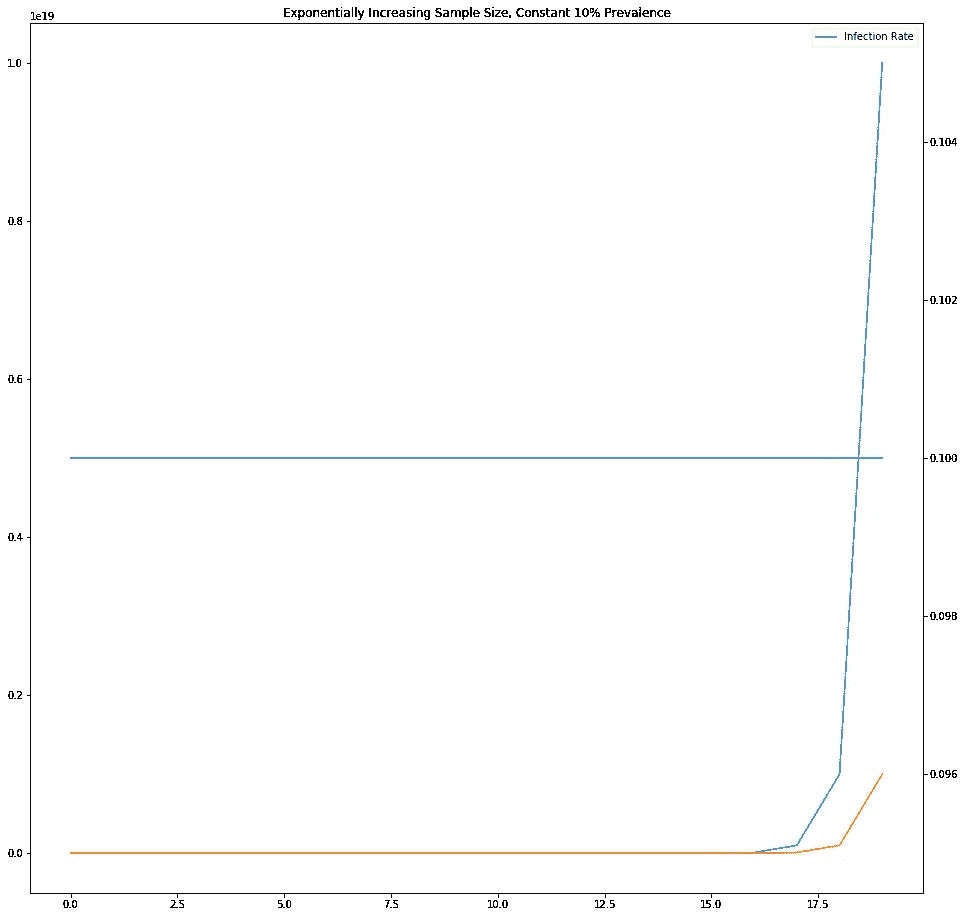 Exponentially Increasing Sample Size, Constant 10% Prevalence
1e19
Infection Rate
1.0
0.8
0.6
0.4
0.2
0.0
0.104
0.102
0.100
0.098
0.096
0.0 2.5 5.0 7.5 10.0 12.5 15.0 17.5